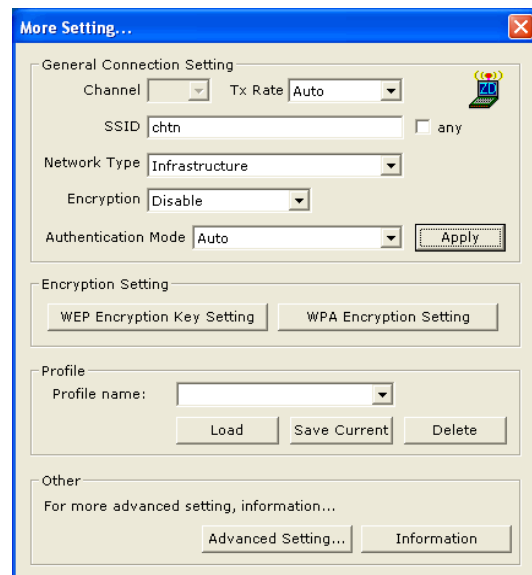 More Setting...
General Connection Setting
Channel Tx Rate Auto
ZD
SSID chtn any
Network Type Infrastructure
Encryption Disable
Authentication Mode Auto Apply
Encryption Setting
WEP Encryption Key Setting WPA Encryption Setting
Profile
Profile name:
Load Save Current Delete
Other
For more advanced setting, information...
Advanced Setting... Information